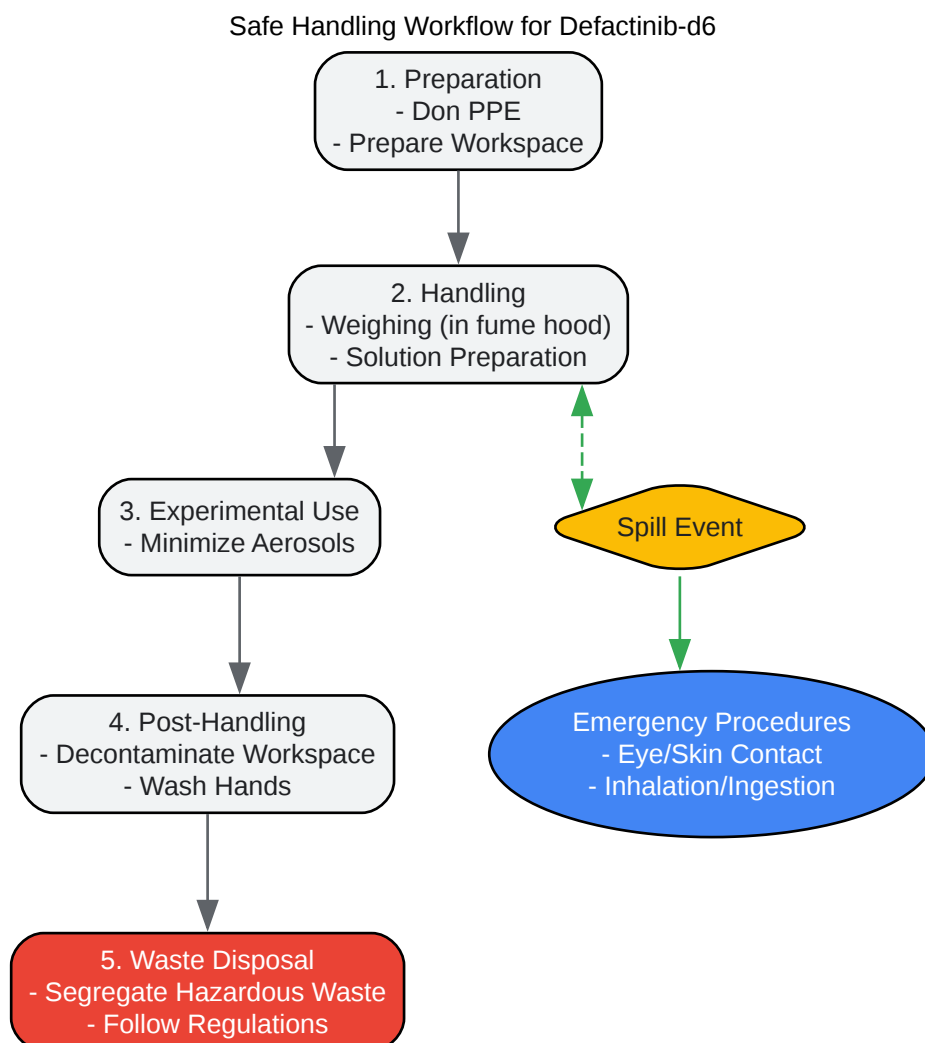 Safe Handling Workflow for Defactinib-d6
1. Preparation
- Don PPE
- Prepare Workspace
2. Handling
- Weighing (in fume hood)
- Solution Preparation
3. Experimental Use
- Minimize Aerosols
Spill Event
4. Post-Handling
- Decontaminate Workspace
- Wash Hands
Emergency Procedures
- Eye/Skin Contact
- Inhalation/Ingestion
5. Waste Disposal
- Segregate Hazardous Waste
- Follow Regulations